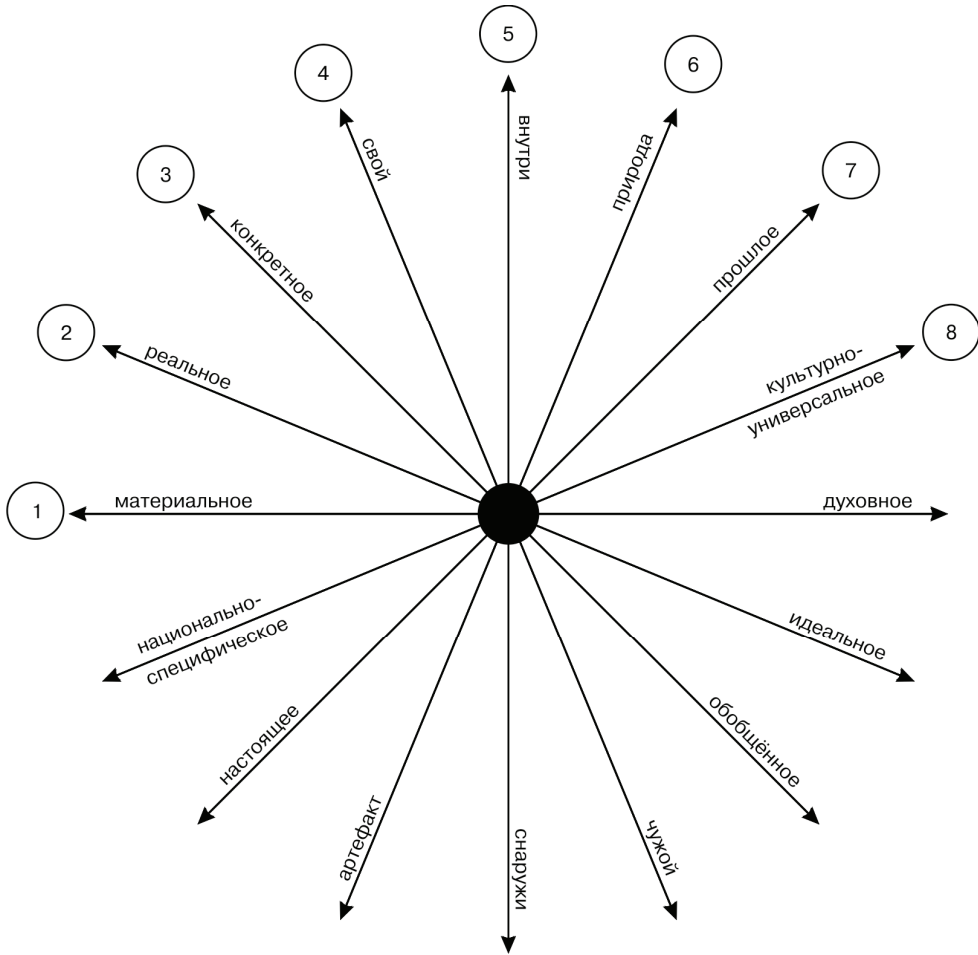 5
4
6
3
7
2
8
1
свой
внутри
природа
конкретное
прошлое
реальное
культурно-
универсальное
материальное
духовное
национально-
специфическое
идеальное
настоящее
обобщённое
артефакт
снаружи
чужой